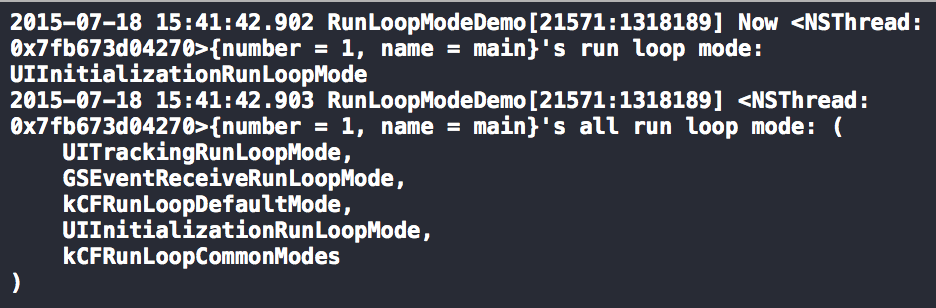 2015-07-18 15:41:42.902 RunLoopModeDemo[21571:1318189] Now <NSThread:
0x7fb673d04270>{number = 1, name = main}'s run loop mode:
UIInitializationRunLoopMode
2015-07-18 15:41:42.903 RunLoopModeDemo[21571:1318189] <NSThread:
0x7fb673d04270>{number = 1, name = main}'s all run loop mode: (
    UITrackingRunLoopMode,
    GSEventReceiveRunLoopMode,
    kCFRunLoopDefaultMode,
    UIInitializationRunLoopMode,
    kCFRunLoopCommonModes
)